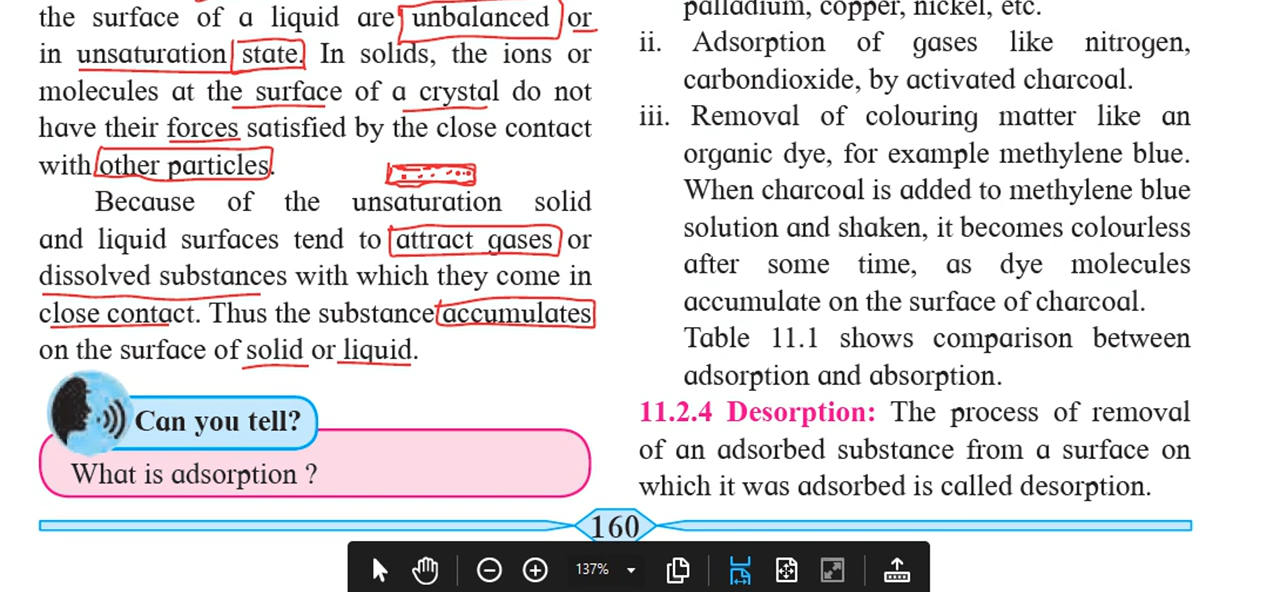 the surface of a liquid are unbalanced or
in unsaturation state. In solids, the ions or
molecules at the surface of a crystal do not
have their forces satisfied by the close contact
with other particles.
Because of the unsaturation solid
and liquid surfaces tend to attract gases or
dissolved substances with which they come in
close contact. Thus the substance accumulates
on the surface of solid or liquid.
Can you tell?
What is adsorption ?
palladium, copper, nickel, etc.
ii. Adsorption of gases like nitrogen,
carbondioxide, by activated charcoal.
iii. Removal of colouring matter like an
organic dye, for example methylene blue.
When charcoal is added to methylene blue
solution and shaken, it becomes colourless
after some time, as dye molecules
accumulate on the surface of charcoal.
Table 11.1 shows comparison between
adsorption and absorption.
11.2.4 Desorption: The process of removal
of an adsorbed substance from a surface on
which it was adsorbed is called desorption.
160
137%